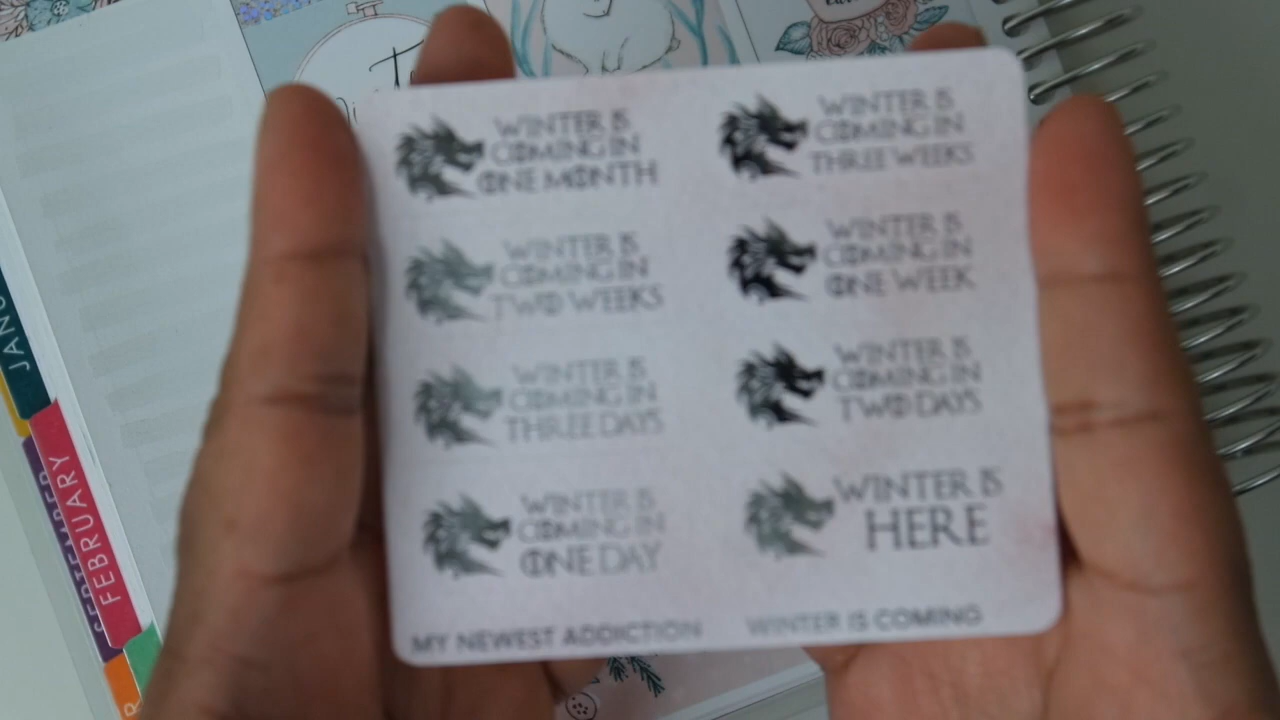 WINTER IS
COMING IN
ONE MONTH
WINTER IS
COMING IN
THREE WEEKS
WINTER IS
COMING IN
TWO WEEKS
WINTER IS
COMING IN
ONE WEEK
WINTER IS
COMING IN
THREE DAYS
WINTER IS
COMING IN
TWO DAYS
WINTER IS
COMING IN
ONE DAY
WINTER IS
HERE
MY NEWEST ADDICTION
WINTER IS COMING
JANU
FEBRUARY
SEPTEMBER